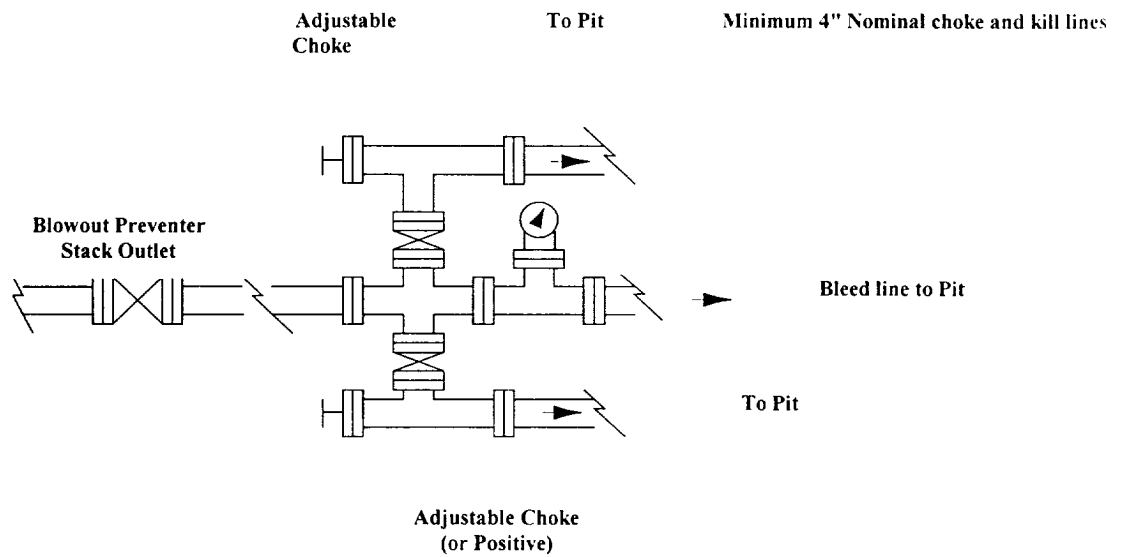 Adjustable
Choke
To Pit
Minimum 4" Nominal choke and kill lines
Blowout Preventer
Stack Outlet
Bleed line to Pit
To Pit
Adjustable Choke
(or Positive)